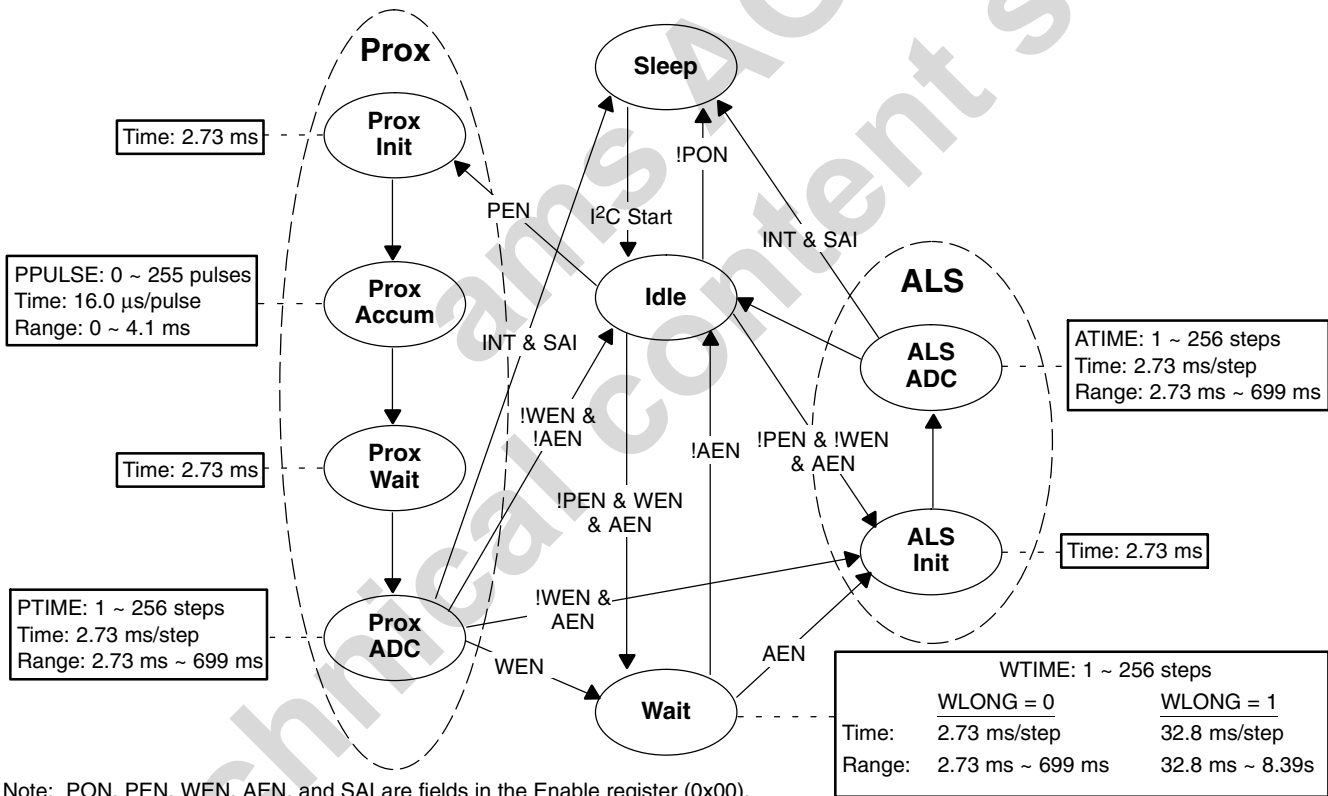 Prox
Sleep
Prox
Init
Time: 2.73 ms
!PON
PEN
I2C Start
INT & SAI
PPULSE: 0 ~ 255 pulses
Time: 16.0 μs/pulse
Range: 0 ~ 4.1 ms
Prox
Accum
Idle
ALS
INT & SAI
ALS
ADC
ATIME: 1 ~ 256 steps
Time: 2.73 ms/step
Range: 2.73 ms ~ 699 ms
!WEN &
!AEN
!AEN
!PEN & !WEN
& AEN
Time: 2.73 ms
Prox
Wait
!PEN & WEN
& AEN
ALS
Init
Time: 2.73 ms
PTIME: 1 ~ 256 steps
Time: 2.73 ms/step
Range: 2.73 ms ~ 699 ms
Prox
ADC
!WEN &
AEN
WEN
AEN
Wait
WTIME: 1 ~ 256 steps
WLONG = 0 WLONG = 1
Time: 2.73 ms/step 32.8 ms/step
Range: 2.73 ms ~ 699 ms 32.8 ms ~ 8.39s
Note: PON, PEN, WEN, AEN, and SAI are fields in the Enable register (0x00).
ams AG
chnical content s